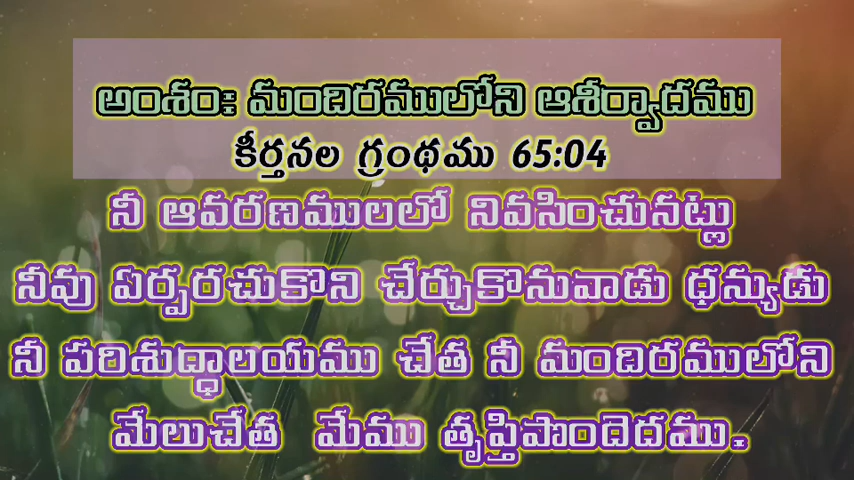 అంశం: మందిరములోని ఆశీర్వాదము
కీర్తనల గ్రంథము 65:04
నీ ఆవరణములలో నివసించునట్లు
నీవు ఏర్పరచుకొని చేర్చుకొనువాడు ధన్యుడు
నీ పరిశుద్ధాలయము చేత నీ మందిరములోని
మేలుచేత మేము తృప్తిపొందెదము.